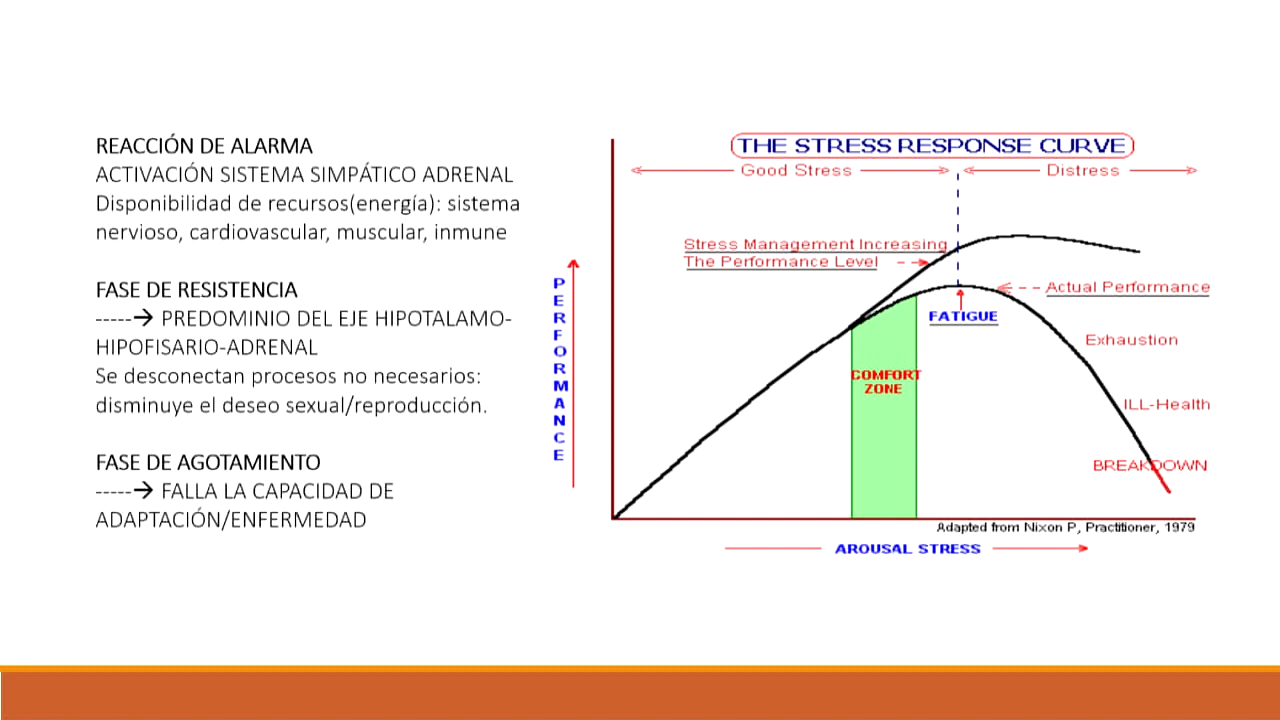 REACCIÓN DE ALARMA
ACTIVACIÓN SISTEMA SIMPÁTICO ADRENAL
Disponibilidad de recursos(energía): sistema
nervioso, cardiovascular, muscular, inmune
FASE DE RESISTENCIA
-----→ PREDOMINIO DEL EJE HIPOTALAMO-
HIPOFISARIO-ADRENAL
Se desconectan procesos no necesarios:
disminuye el deseo sexual/reproducción.
FASE DE AGOTAMIENTO
-----→ FALLA LA CAPACIDAD DE
ADAPTACIÓN/ENFERMEDAD
THE STRESS RESPONSE CURVE
Good Stress
Distress
Stress Management Increasing
The Performance Level
Actual Performance
FATIGUE
PERFORMANCE
Exhaustion
COMFORT
ZONE
ILL-Health
BREAKDOWN
Adapted from Nixon P, Practitioner, 1979
AROUSAL STRESS